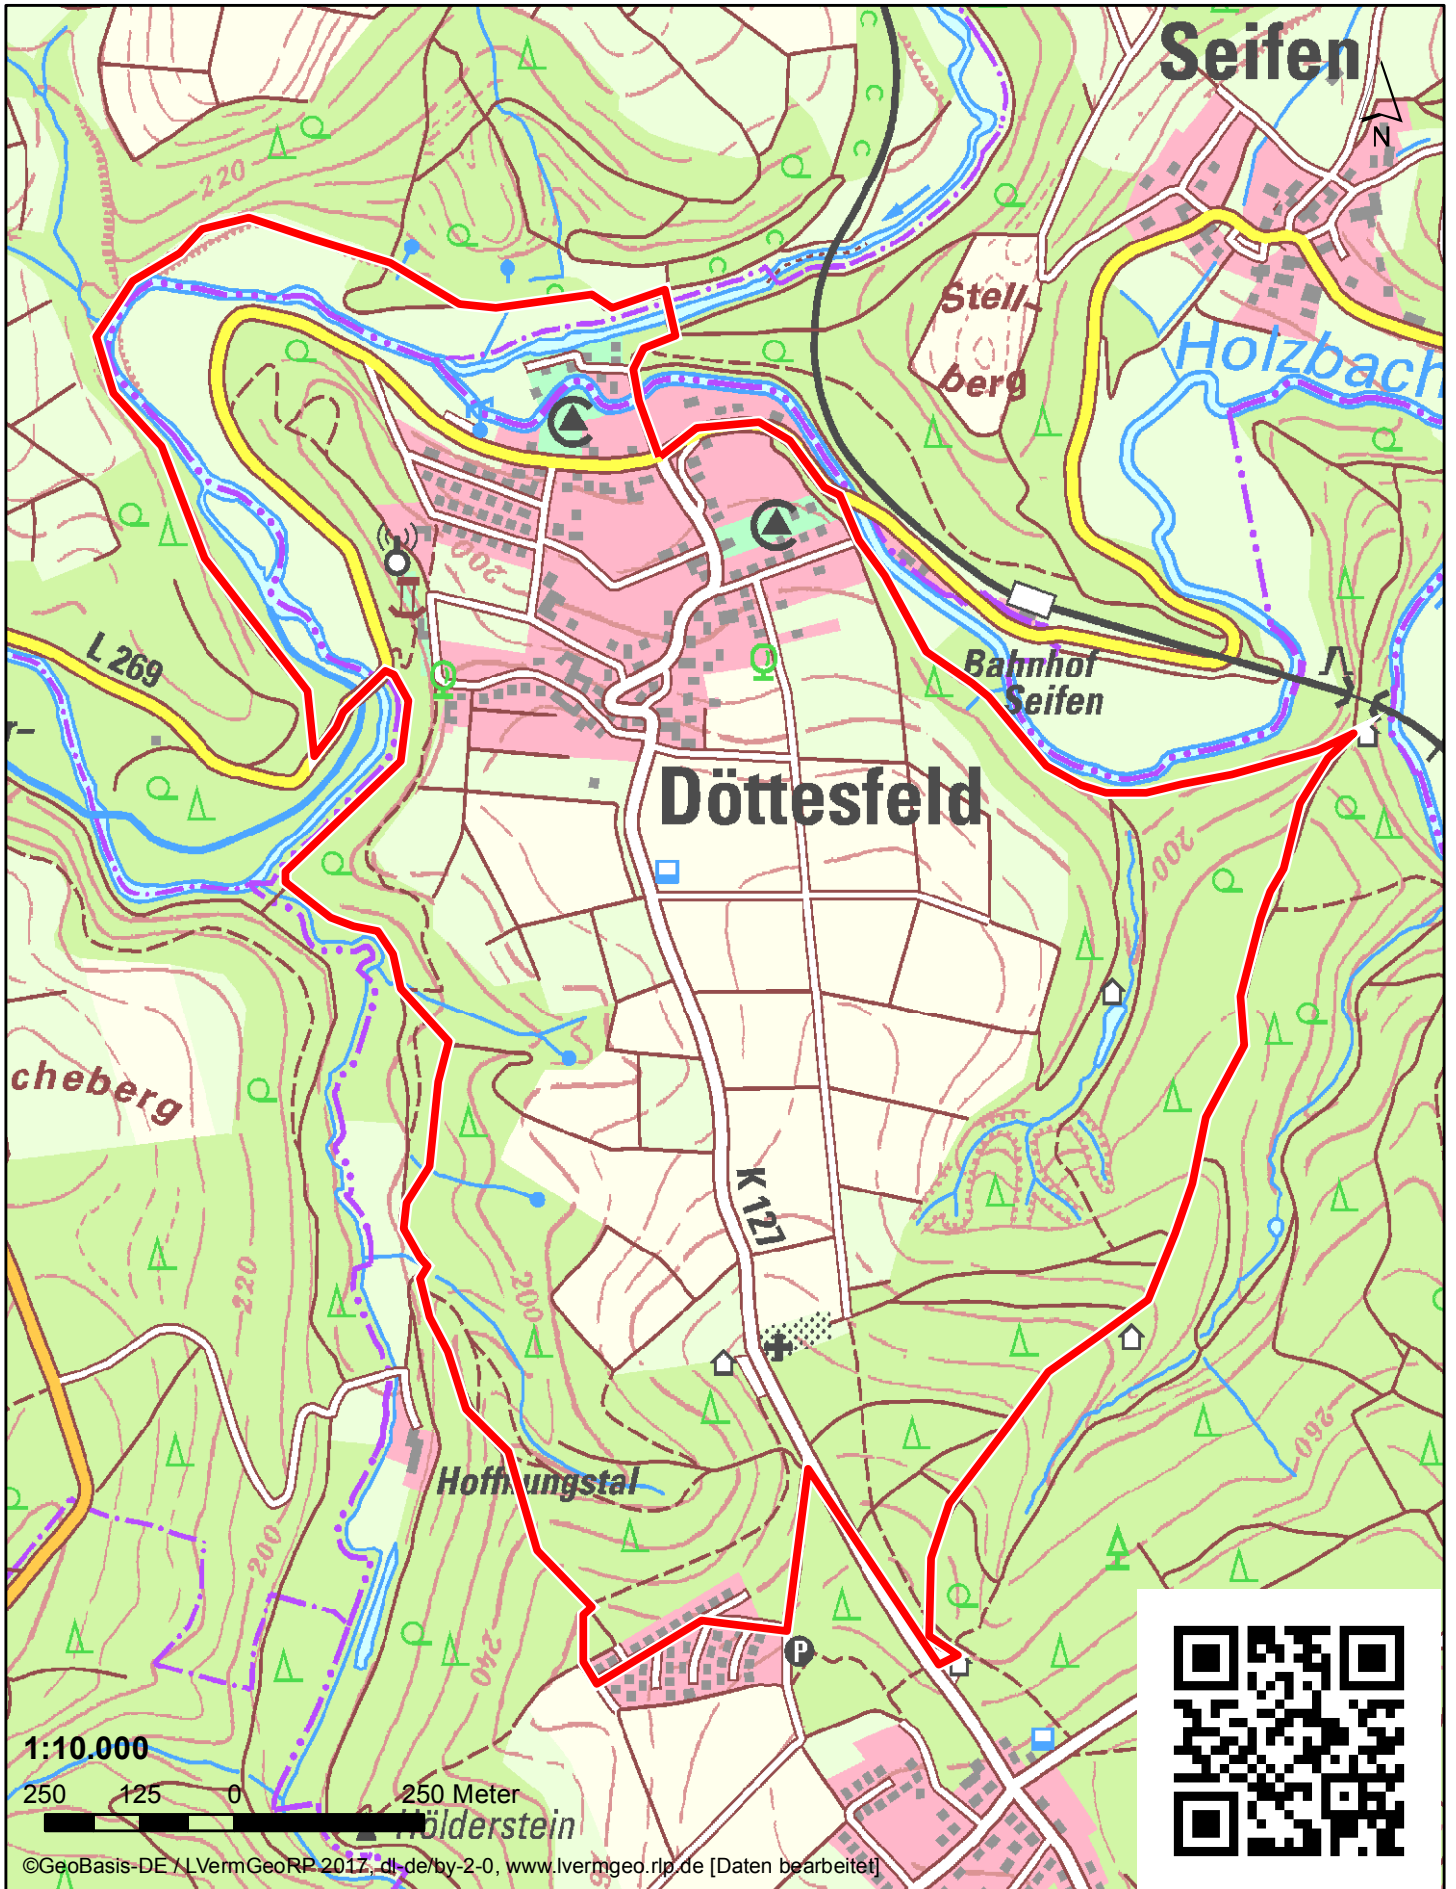 Seifen
N
220
Stell-
berg
Holzbach
200
L 269
r-
Bahnhof
Seifen
Döttesfeld
200
cheberg
K 127
220
200
260
Hoffnungstal
200
240
P
1:10.000
250 125 0 250 Meter
Hölderstein
©GeoBasis-DE / LVermGeoRP 2017, dl-de/by-2-0, www.lvermgeo.rlp.de [Daten bearbeitet]